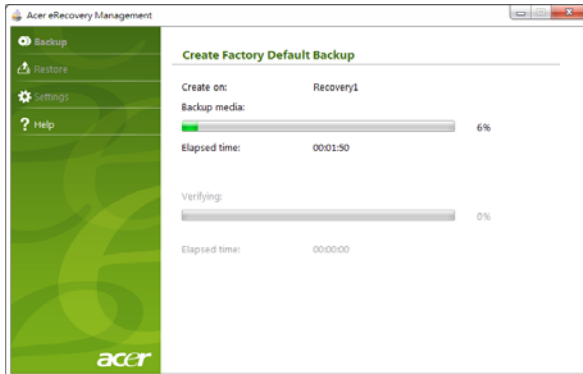 Acer eRecovery Management
Backup
Restore
Settings
? Help
Create Factory Default Backup
Create on: Recovery1
Backup media:
6%
Elapsed time: 00:01:50
Verifying:
0%
Elapsed time: 00:00:00
acer